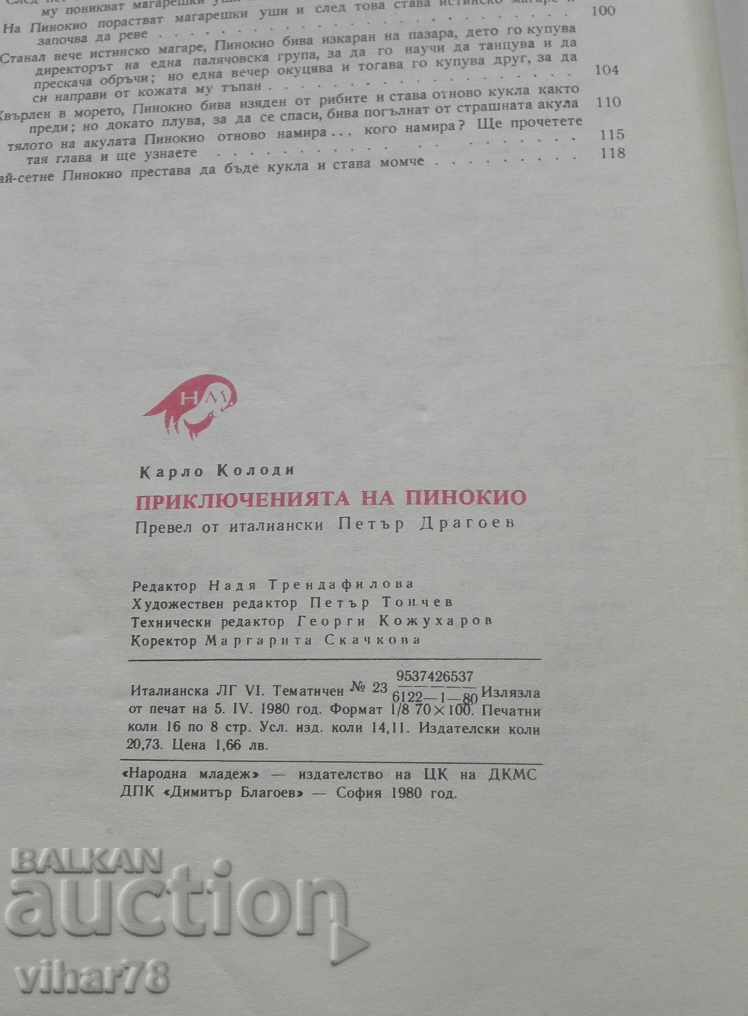 му поникват магарешки уши
На Пинокио порастват магарешки уши и след това става истинско магаре и
започва да реве . . . . . . . . . . 100
Станал вече истинско магаре, Пинокио бива изкаран на пазара, дето го купува
директорът на една палячовска група, за да го научи да танцува и да
прескача обръчи; но една вечер окуцява и тогава го купува друг, за да
си направи от кожата му тъпан . . . . . . . . . . 104
Хвърлен в морето, Пинокио бива изяден от рибите и става отново кукла както
преди; но докато плува, за да се спаси, бива погълнат от страшната акула 110
тялото на акулата Пинокио отново намира... кого намира? Ще прочетете
тая глава и ще узнаете . . . . . . . . . . 115
ай-сетне Пинокио престава да бъде кукла и става момче . . . . . . . 118
НМ
Карло Колоди
ПРИКЛЮЧЕНИЯТА НА ПИНОКИО
Превел от италиански Петър Драгоев
Редактор Надя Трендафилова
Художествен редактор Петър Тончев
Технически редактор Георги Кожухаров
Коректор Маргарита Скачкова
9537426537
Италианска ЛГ VI. Тематичен № 23 6122—1—80 Излязла
от печат на 5. IV. 1980 год. Формат 1/8 70×100. Печатни
коли 16 по 8 стр. Усл. изд. коли 14,11. Издателски коли
20,73. Цена 1,66 лв.
«Народна младеж» — издателство на ЦК на ДКМС
ДПК «Димитър Благоев» — София 1980 год.
BALKAN
auction
vihar78